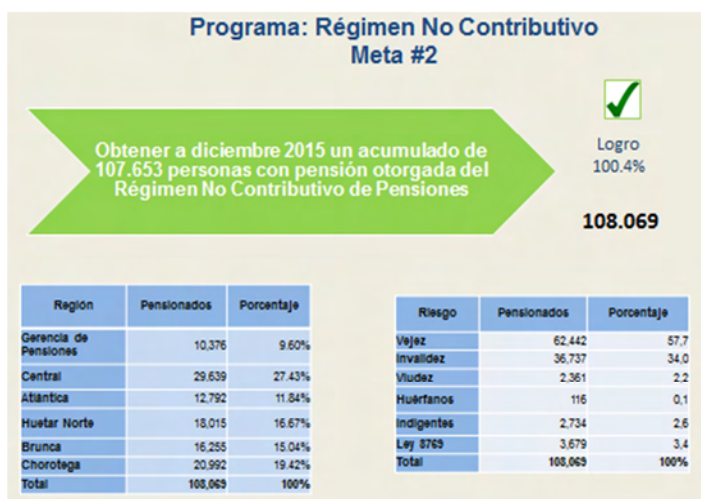 Programa: Régimen No Contributivo
Meta #2
Obtener a diciembre 2015 un acumulado de
107.653 personas con pensión otorgada del
Régimen No Contributivo de Pensiones
Logro
100.4%
108.069
Región Pensionados Porcentaje
Gerencia de
Pensiones 10,376 9.60%
Central 29,639 27.43%
Atlántica 12,792 11.84%
Huetar Norte 18,015 16.67%
Brunca 16,255 15.04%
Chorotega 20,992 19.42%
Total 108,069 100%
Riesgo Pensionados Porcentaje
Vejez 62,442 57,7
Invalidez 36,737 34,0
Viudez 2,361 2,2
Huérfanos 116 0,1
Indigentes 2,734 2,6
Ley 8769 3,679 3,4
Total 108,069 100%